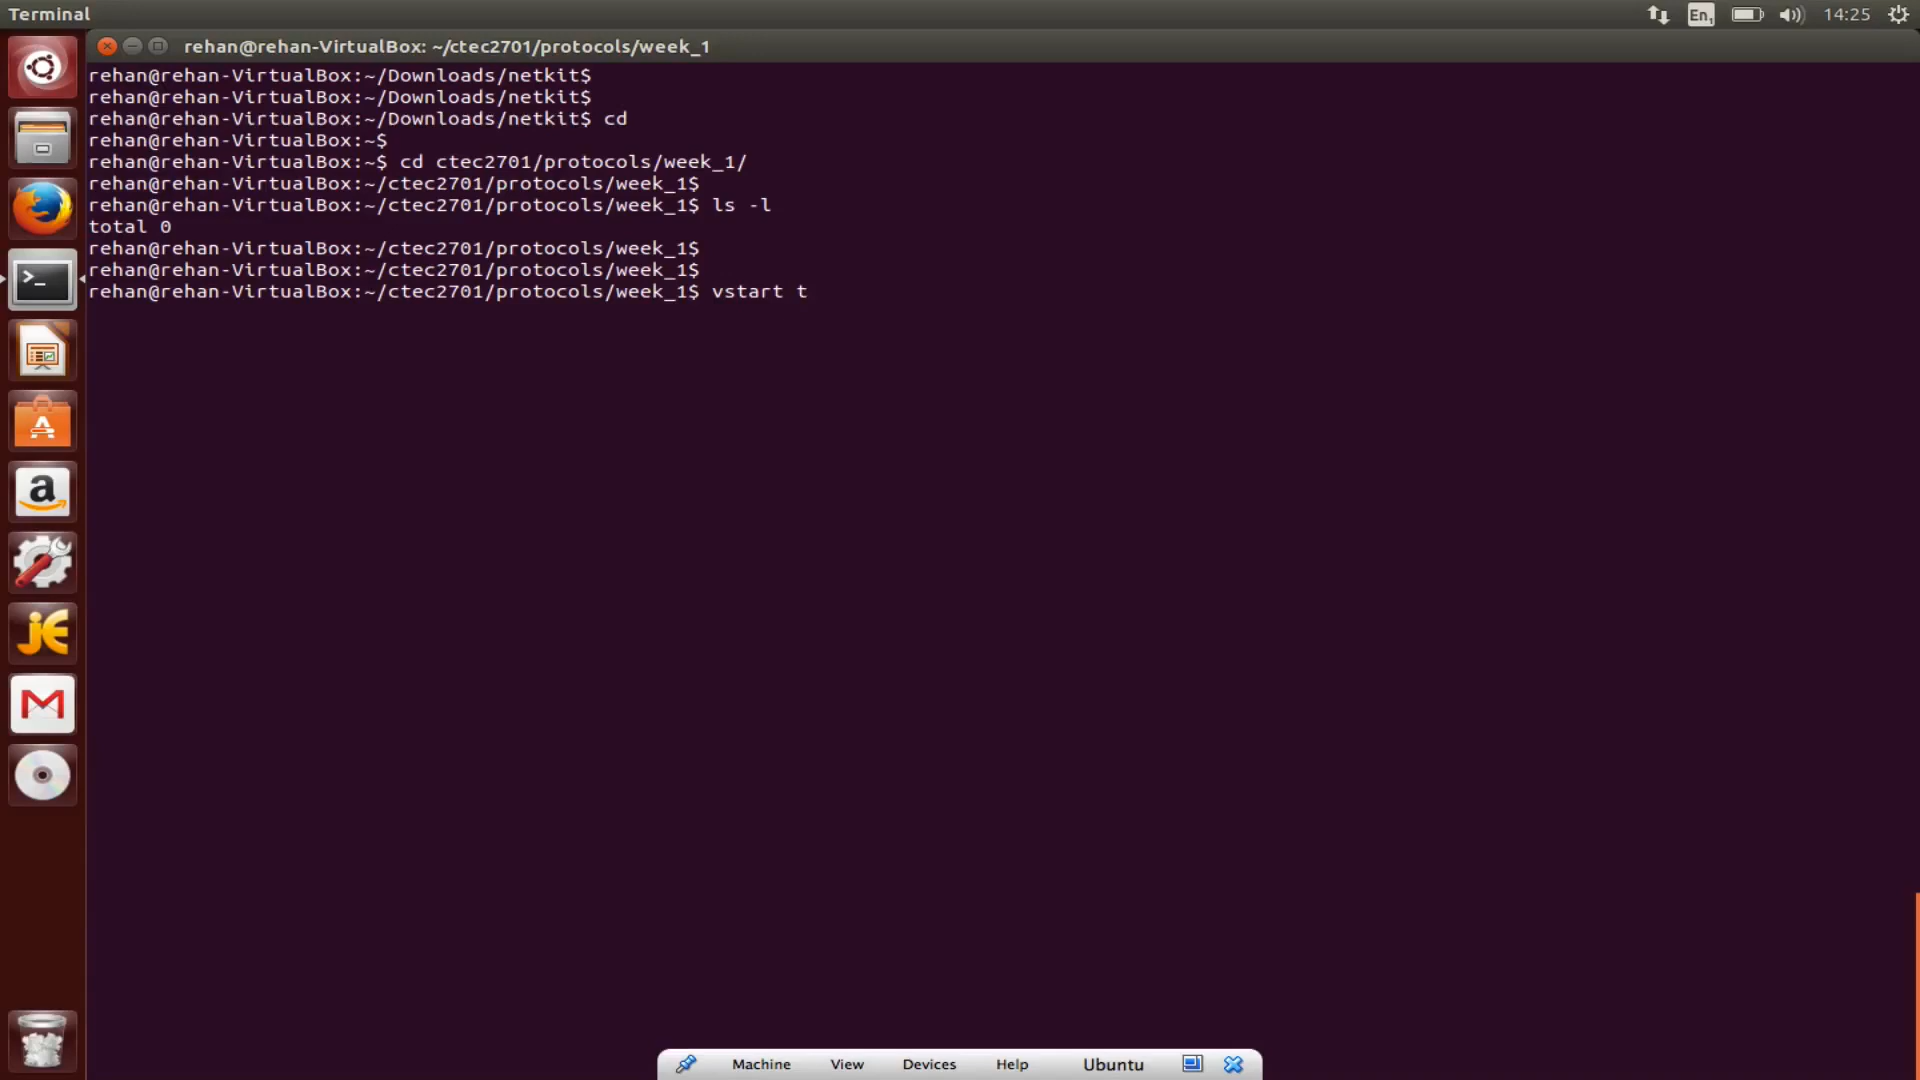 Terminal
En1
14:25
rehan@rehan-VirtualBox: ~/ctec2701/protocols/week_1
rehan@rehan-VirtualBox:~/Downloads/netkit$
rehan@rehan-VirtualBox:~/Downloads/netkit$
rehan@rehan-VirtualBox:~/Downloads/netkit$ cd
rehan@rehan-VirtualBox:~$
rehan@rehan-VirtualBox:~$ cd ctec2701/protocols/week_1/
rehan@rehan-VirtualBox:~/ctec2701/protocols/week_1$
rehan@rehan-VirtualBox:~/ctec2701/protocols/week_1$ ls -l
total 0
rehan@rehan-VirtualBox:~/ctec2701/protocols/week_1$
rehan@rehan-VirtualBox:~/ctec2701/protocols/week_1$
rehan@rehan-VirtualBox:~/ctec2701/protocols/week_1$ vstart t
Machine View Devices Help Ubuntu